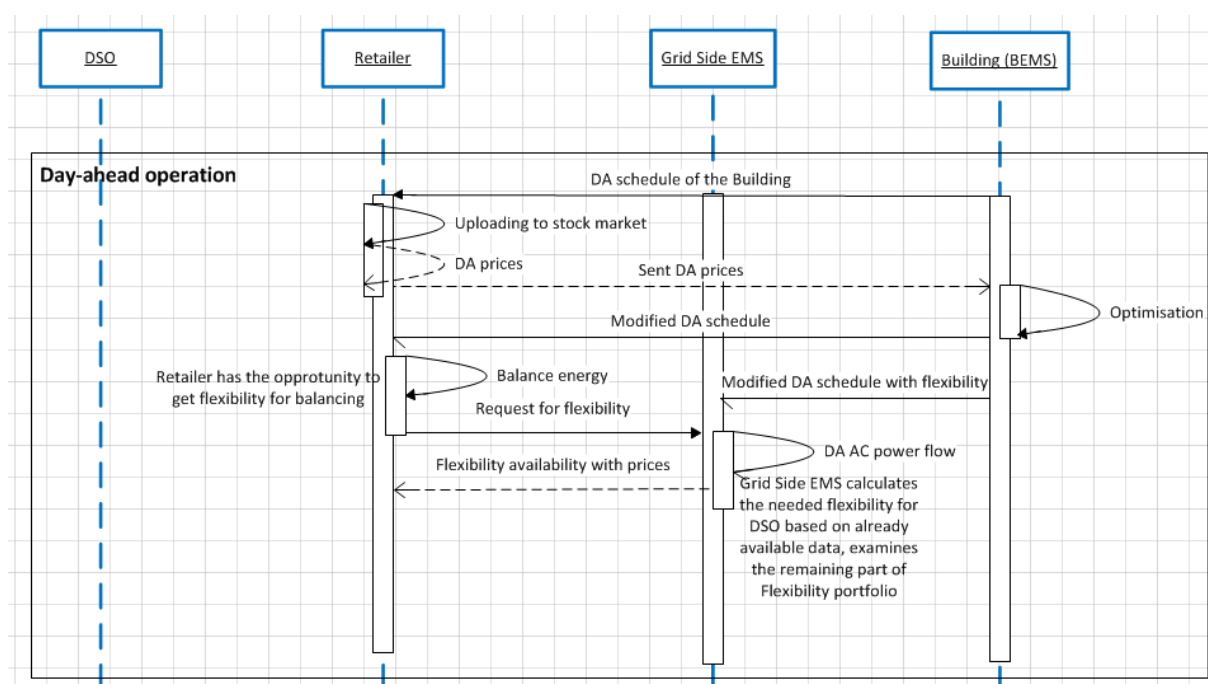 DSO
Retailer
Grid Side EMS
Building (BEMS)
Day-ahead operation
DA schedule of the Building
Uploading to stock market
DA prices
Sent DA prices
Optimisation
Modified DA schedule
Retailer has the opprotunity to
get flexibility for balancing
Balance energy
Modified DA schedule with flexibility
Request for flexibility
DA AC power flow
Flexibility availability with prices
Grid Side EMS calculates
the needed flexibility for
DSO based on already
available data, examines
the remaining part of
Flexibility portfolio